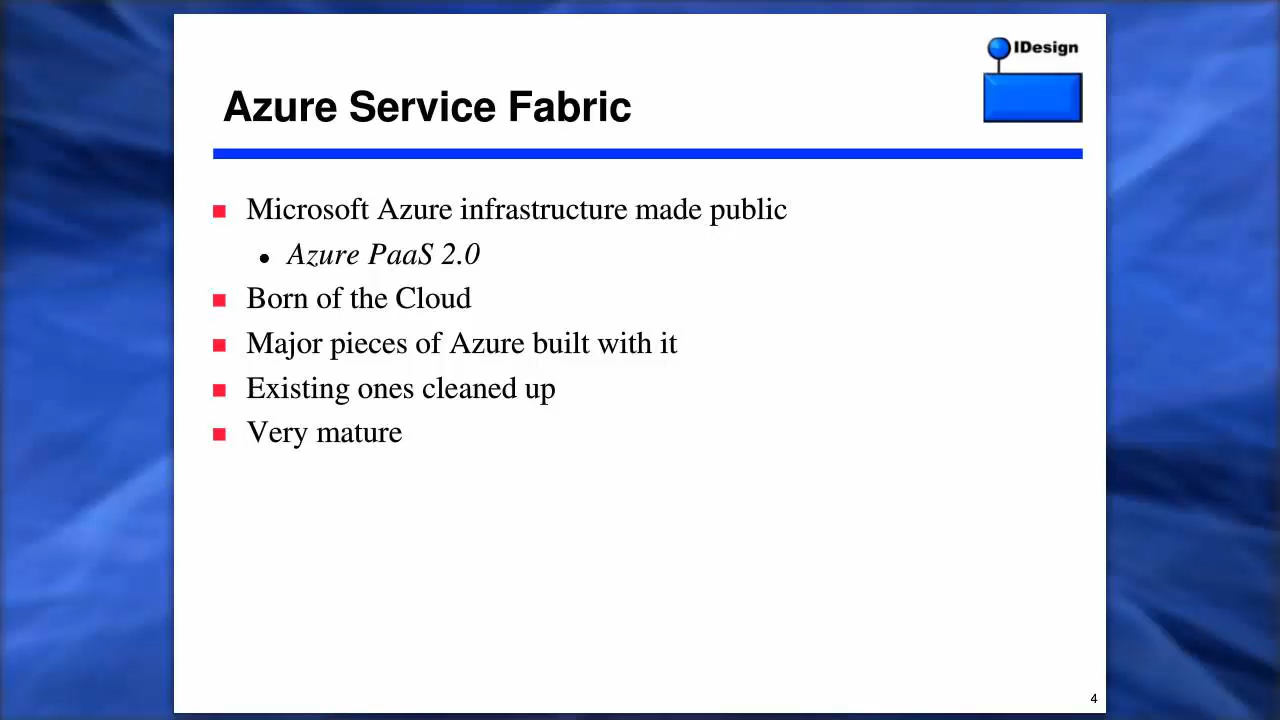 IDesign
Azure Service Fabric
Microsoft Azure infrastructure made public
Azure PaaS 2.0
Born of the Cloud
Major pieces of Azure built with it
Existing ones cleaned up
Very mature
4